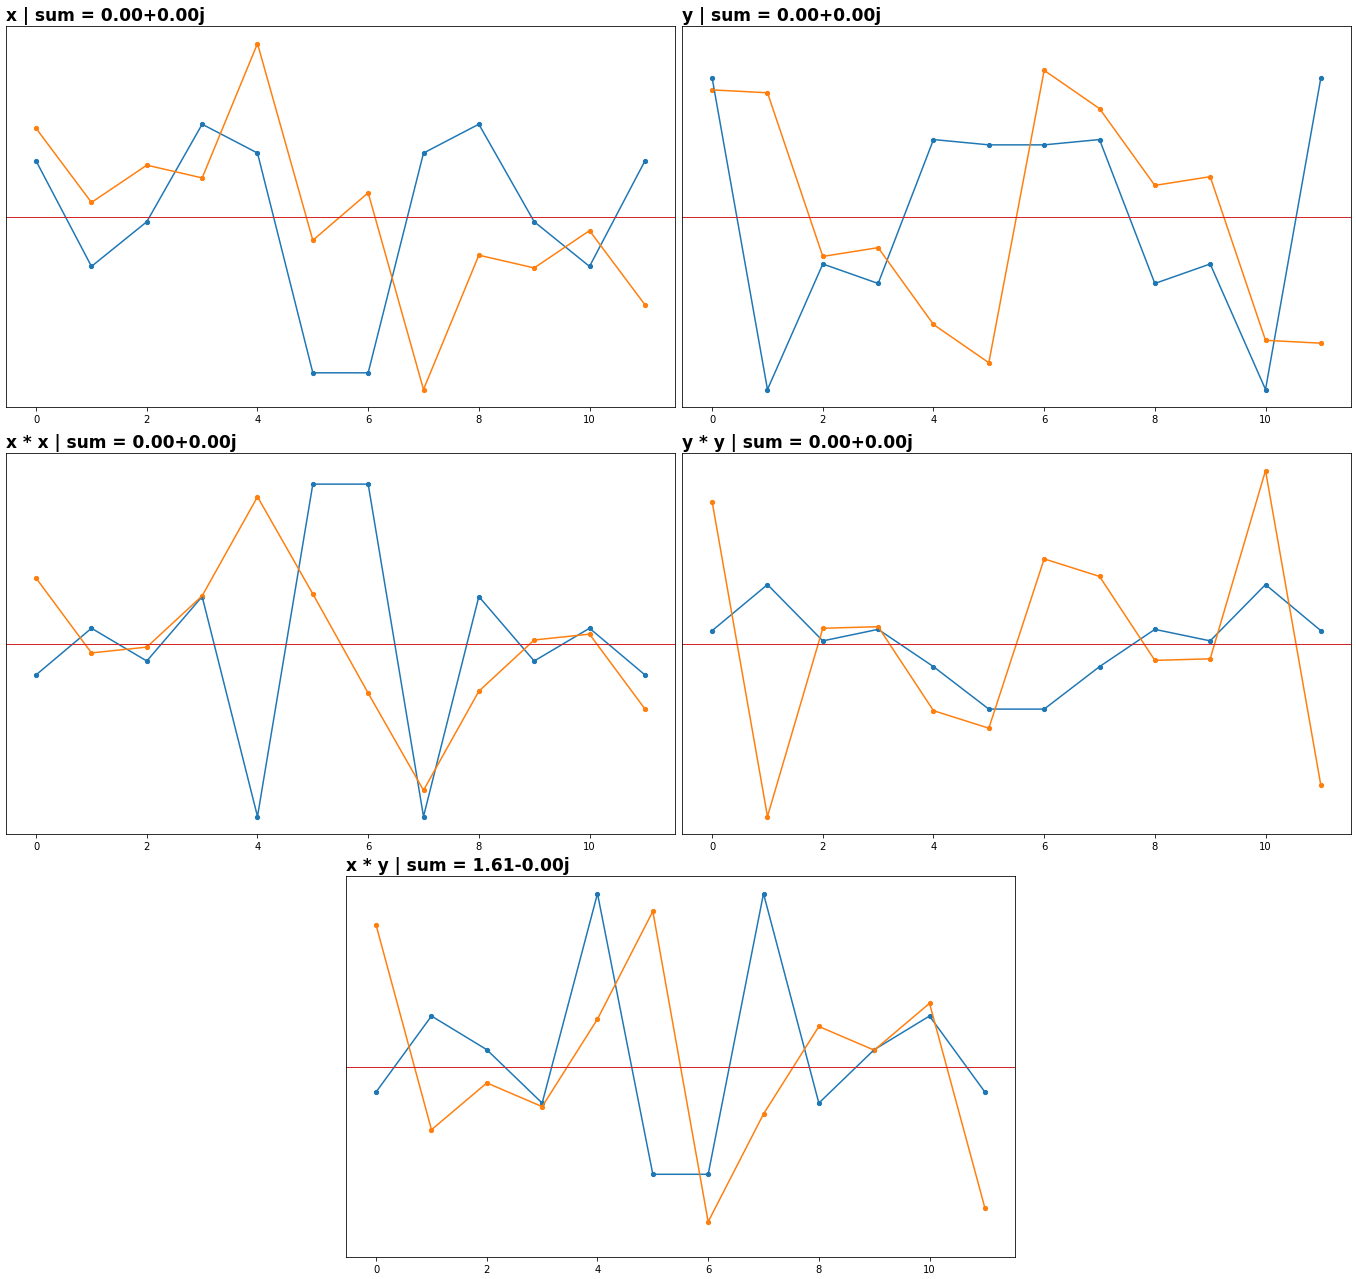 x | sum = 0.00+0.00j
y | sum = 0.00+0.00j
0 2 4 6 8 10
0 2 4 6 8 10
x * x | sum = 0.00+0.00j
y * y | sum = 0.00+0.00j
0 2 4 6 8 10
0 2 4 6 8 10
x * y | sum = 1.61-0.00j
0 2 4 6 8 10